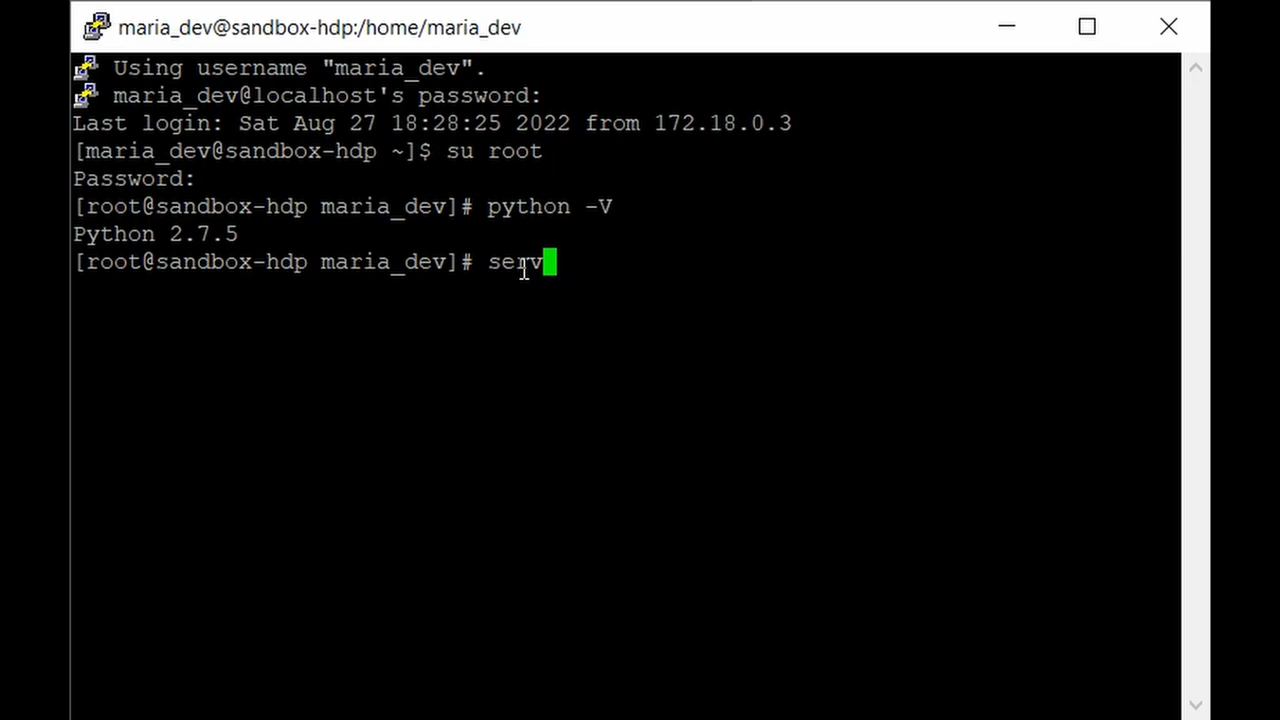 maria_dev@sandbox-hdp:/home/maria_dev
Using username "maria_dev".
maria_dev@localhost's password:
Last login: Sat Aug 27 18:28:25 2022 from 172.18.0.3
[maria_dev@sandbox-hdp ~]$ su root
Password:
[root@sandbox-hdp maria_dev]# python -V
Python 2.7.5
[root@sandbox-hdp maria_dev]# serv